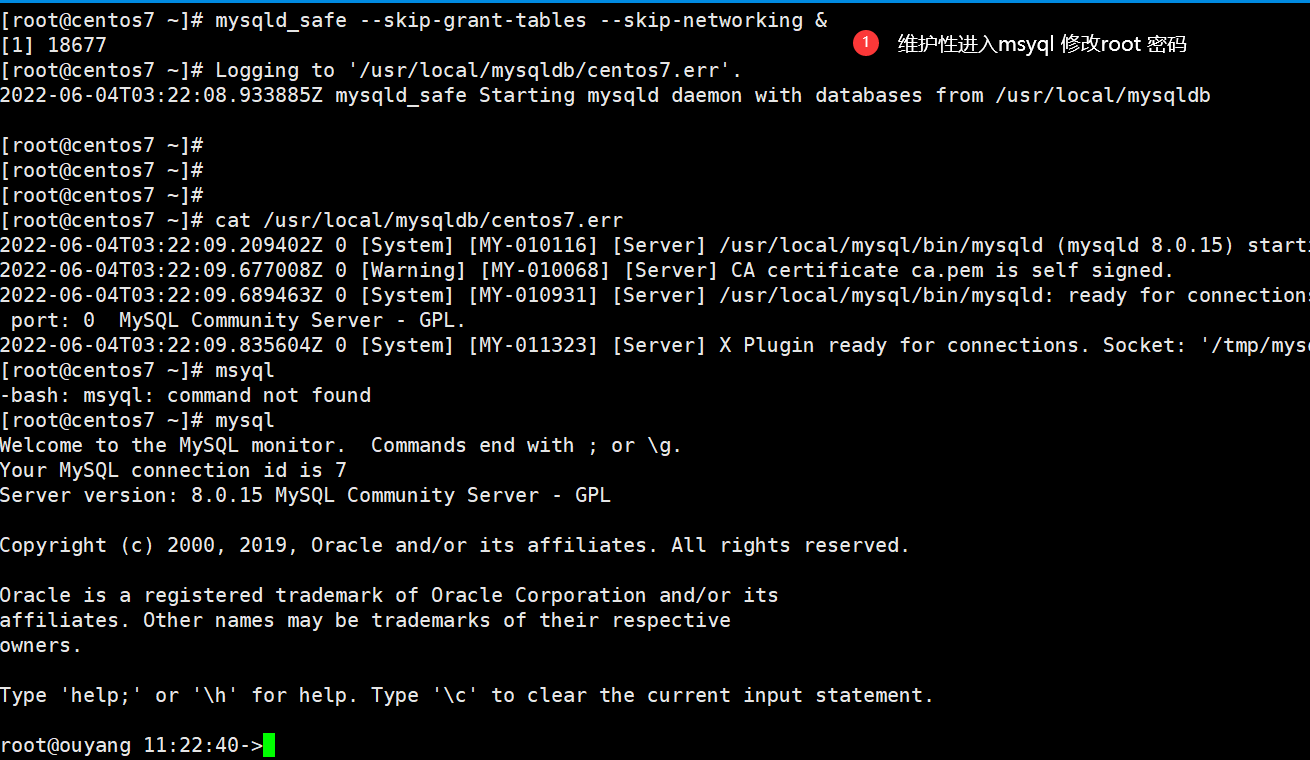 [root@centos7 ~]# mysqld_safe --skip-grant-tables --skip-networking &
[1] 18677
1 维护性进入msyql 修改root 密码
[root@centos7 ~]# Logging to '/usr/local/mysqldb/centos7.err'.
2022-06-04T03:22:08.933885Z mysqld_safe Starting mysqld daemon with databases from /usr/local/mysqldb
[root@centos7 ~]#
[root@centos7 ~]#
[root@centos7 ~]#
[root@centos7 ~]# cat /usr/local/mysqldb/centos7.err
2022-06-04T03:22:09.209402Z 0 [System] [MY-010116] [Server] /usr/local/mysql/bin/mysqld (mysqld 8.0.15) starti
2022-06-04T03:22:09.677008Z 0 [Warning] [MY-010068] [Server] CA certificate ca.pem is self signed.
2022-06-04T03:22:09.689463Z 0 [System] [MY-010931] [Server] /usr/local/mysql/bin/mysqld: ready for connections
port: 0  MySQL Community Server - GPL.
2022-06-04T03:22:09.835604Z 0 [System] [MY-011323] [Server] X Plugin ready for connections. Socket: '/tmp/mys
[root@centos7 ~]# msyql
-bash: msyql: command not found
[root@centos7 ~]# mysql
Welcome to the MySQL monitor.  Commands end with ; or \g.
Your MySQL connection id is 7
Server version: 8.0.15 MySQL Community Server - GPL
Copyright (c) 2000, 2019, Oracle and/or its affiliates. All rights reserved.
Oracle is a registered trademark of Oracle Corporation and/or its
affiliates. Other names may be trademarks of their respective
owners.
Type 'help;' or '\h' for help. Type '\c' to clear the current input statement.
root@ouyang 11:22:40->